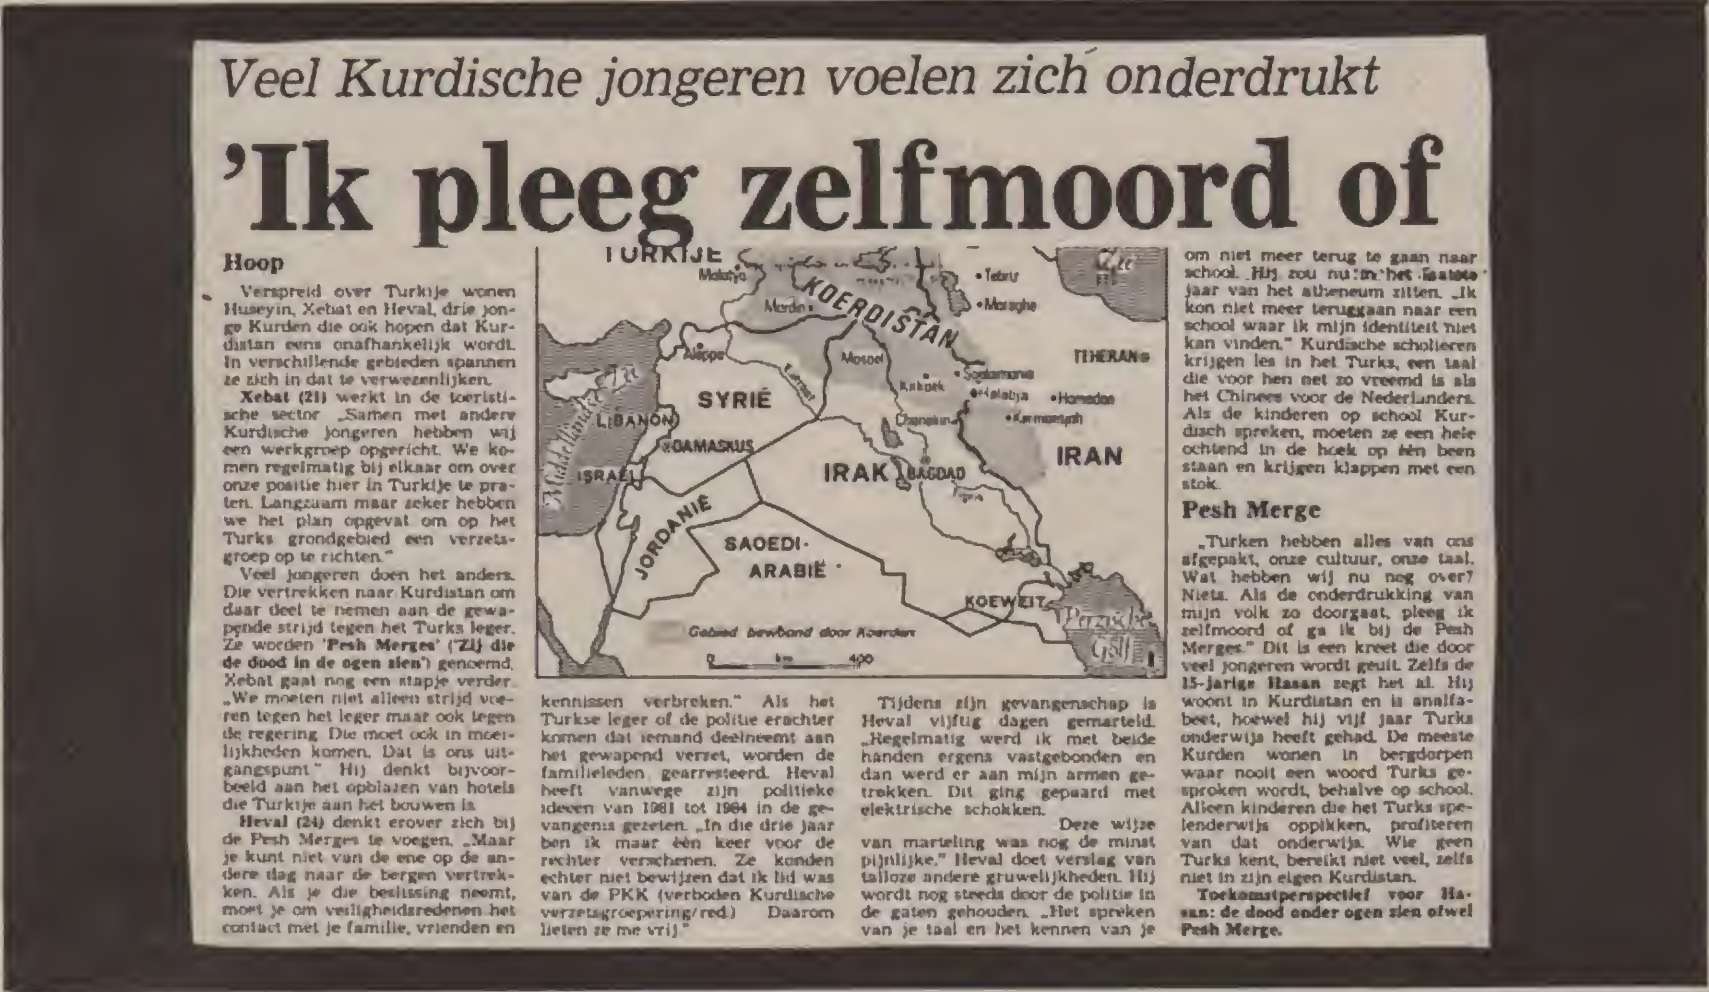 Veel Kurdische jongeren voelen zich onderdrukt
'Ik pleeg zelfmoord of
Hoop
Verspreid over Turkije wonen
Huseyin, Xebat en Heval, drie jon-
ge Kurden die ook hopen dat Kur-
distan eens onafhankelijk wordt.
In verschillende gebieden spannen
ze zich in dat te verwezenlijken.
Xebat (21) werkt in de toeristi-
sche sector „Samen met andere
Kurdische jongeren hebben wij
een werkgroep opgericht. We ko-
men regelmatig bij elkaar om over
onze positie hier in Turkije te pra-
ten. Langzaam maar zeker hebben
we het plan opgevat om op het
Turks grondgebied een verzets-
groep op te richten."
Veel jongeren doen het anders.
Die vertrekken naar Kurdistan om
daar deel te nemen aan de gewa-
pende strijd tegen het Turks leger.
Ze worden 'Pesh Merges' ('Zij die
de dood in de ogen zien') genoemd.
Xebat gaat nog een stapje verder.
„We moeten niet alleen strijd voe-
ren tegen het leger maar ook tegen
de regering. Die moet ook in moei-
lijkheden komen. Dat is ons uit-
gangspunt." Hij denkt bijvoor-
beeld aan het opblazen van hotels
die Turkije aan het bouwen is.
Heval (24) denkt erover zich bij
de Pesh Merges te voegen. „Maar
je kunt niet van de ene op de an-
dere dag naar de bergen vertrek-
ken. Als je die beslissing neemt,
moet je om veiligheidsredenen het
contact met je familie, vrienden en
TURKIJE
Malatya
Tabriz
Maraghe
KOERDISTAN
Mardin
Aleppo
Mosoel
TEHERAN
Kirkoek
Halabja
Hamadan
Kermansjah
SYRIË
LIBANON
DAMASKUS
Middellandse Zee
ISRAEL
IRAK
BAGDAD
Tigris
IRAN
JORDANIË
SAOEDI-
ARABIË
KOEWEIT
Perzische
Golf
Gebied bewoond door Koerden
0 km 400
kennissen verbreken." Als het
Turkse leger of de politie erachter
komen dat iemand deelneemt aan
het gewapend verzet, worden de
familieleden gearresteerd. Heval
heeft vanwege zijn politieke
ideeën van 1981 tot 1984 in de ge-
vangenis gezeten. „In die drie jaar
ben ik maar één keer voor de
rechter verschenen. Ze konden
echter niet bewijzen dat ik lid was
van de PKK (verboden Kurdische
verzetsgroepering/red.) Daarom
lieten ze me vrij."
Tijdens zijn gevangenschap is
Heval vijftig dagen gemarteld.
„Regelmatig werd ik met beide
handen ergens vastgebonden en
dan werd er aan mijn armen ge-
trokken. Dit ging gepaard met
elektrische schokken.
Deze wijze
van marteling was nog de minst
pijnlijke." Heval doet verslag van
talloze andere gruwelijkheden. Hij
wordt nog steeds door de politie in
de gaten gehouden. „Het spreken
van je taal en het kennen van je
om niet meer terug te gaan naar
school. Hij zou nu in het laatste
jaar van het atheneum zitten. „Ik
kon niet meer teruggaan naar een
school waar ik mijn identiteit niet
kan vinden." Kurdische scholieren
krijgen les in het Turks, een taal
die voor hen net zo vreemd is als
het Chinees voor de Nederlanders.
Als de kinderen op school Kur-
disch spreken, moeten ze een hele
ochtend in de hoek op één been
staan en krijgen klappen met een
stok.
Pesh Merge
„Turken hebben alles van ons
afgepakt, onze cultuur, onze taal.
Wat hebben wij nu nog over?
Niets. Als de onderdrukking van
mijn volk zo doorgaat, pleeg ik
zelfmoord of ga ik bij de Pesh
Merges." Dit is een kreet die door
veel jongeren wordt geuit. Zelfs de
15-jarige Hasan zegt het al. Hij
woont in Kurdistan en is analfa-
beet, hoewel hij vijf jaar Turks
onderwijs heeft gehad. De meeste
Kurden wonen in bergdorpen
waar nooit een woord Turks ge-
sproken wordt, behalve op school.
Alleen kinderen die het Turks spe-
lenderwijs oppikken, profiteren
van dat onderwijs. Wie geen
Turks kent, bereikt niet veel, zelfs
niet in zijn eigen Kurdistan.
Toekomstperspectief voor Ha-
san: de dood onder ogen zien ofwel
Pesh Merge.